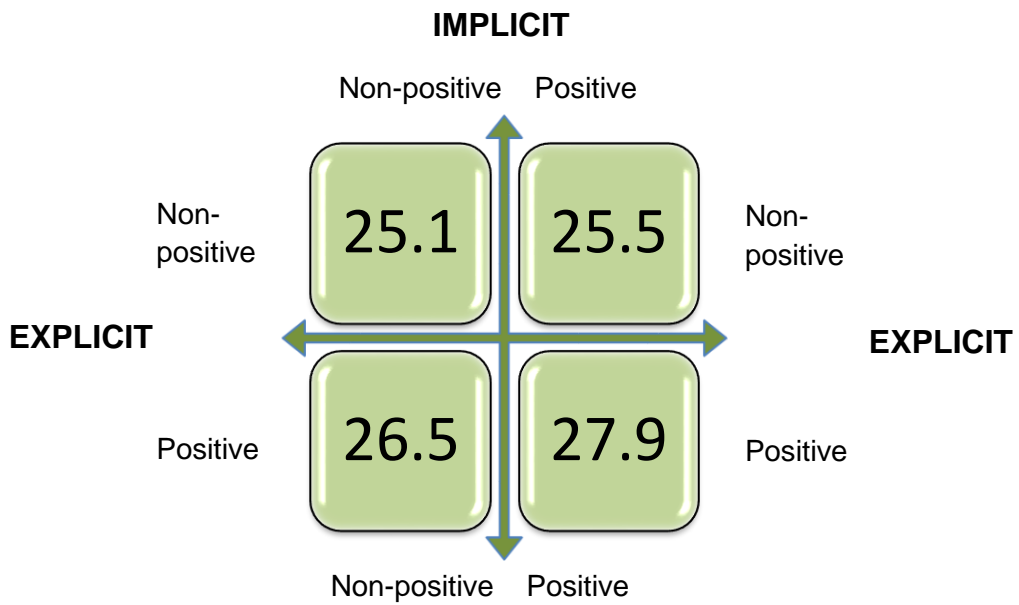 IMPLICIT
Non-positive Positive
Non-
positive
25.1 25.5
Non-
positive
EXPLICIT
EXPLICIT
Positive
26.5 27.9
Positive
Non-positive Positive